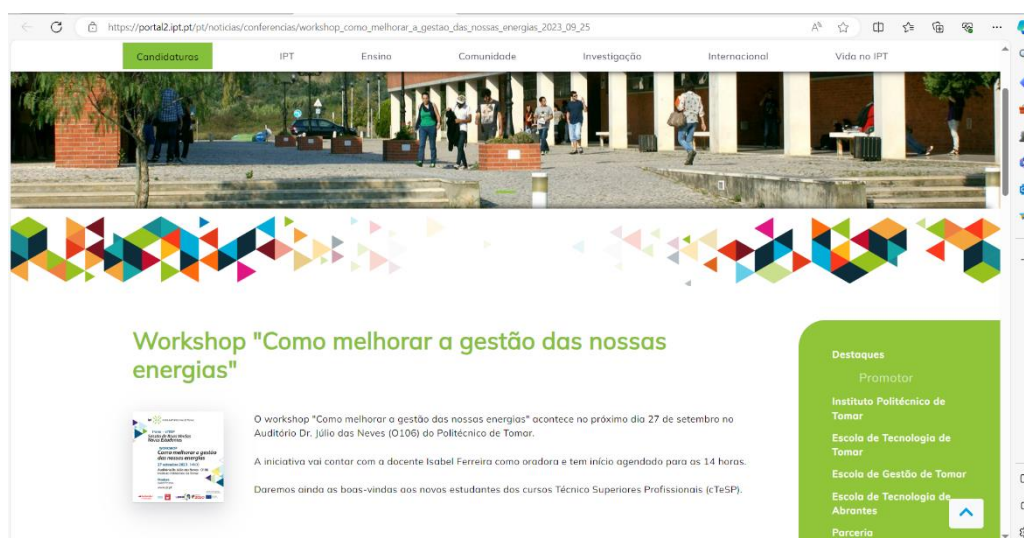 https://portal2.ipt.pt/pt/noticias/conferencias/workshop_como_melhorar_a_gestao_das_nossas_energias_2023_09_25
Candidaturas IPT Ensino Comunidade Investigação Internacional Vida no IPT
Workshop "Como melhorar a gestão das nossas
energias"
O workshop "Como melhorar a gestão das nossas energias" acontece no próximo dia 27 de setembro no
Auditório Dr. Júlio das Neves (O106) do Politécnico de Tomar.
A iniciativa vai contar com a docente Isabel Ferreira como oradora e tem início agendado para as 14 horas.
Daremos ainda as boas-vindas aos novos estudantes dos cursos Técnico Superiores Profissionais (cTeSP).
Como melhorar a gestão
das nossas energias
Destaques
Promotor
Instituto Politécnico de
Tomar
Escola de Tecnologia de
Tomar
Escola de Gestão de Tomar
Escola de Tecnologia de
Abrantes
Parceria